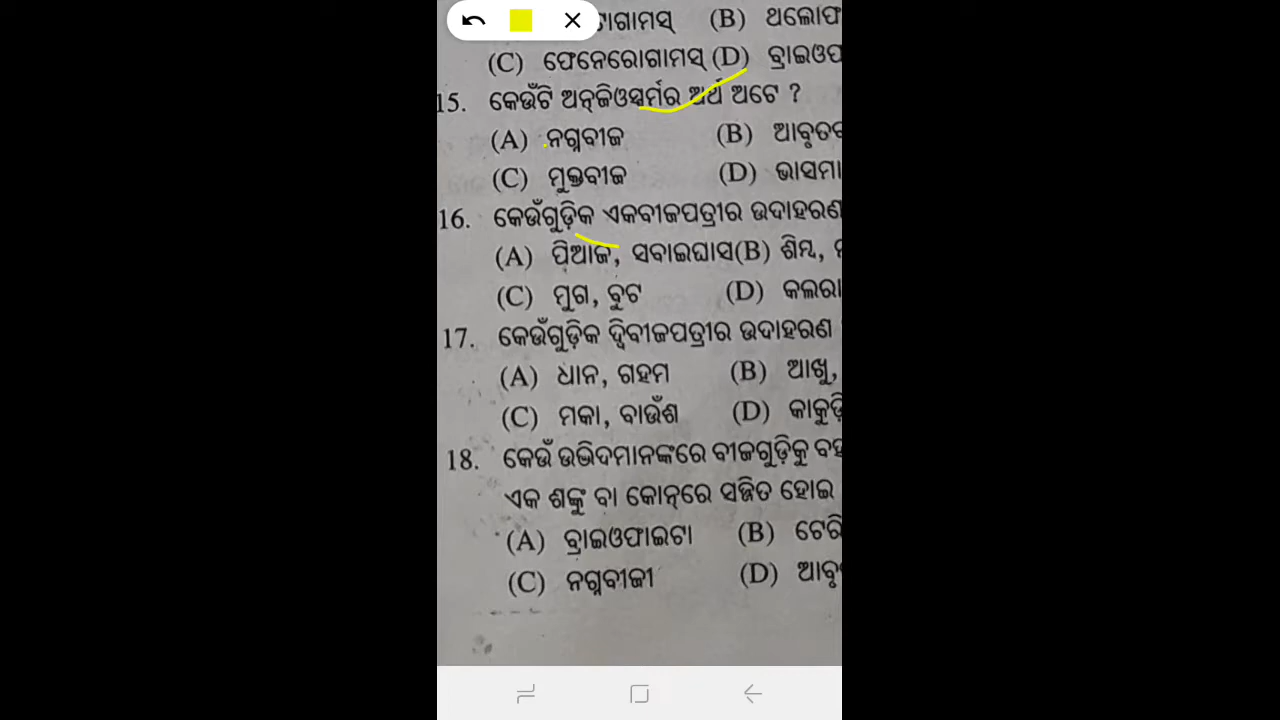 ଟାଗାମସ୍ (B) ଥଲୋଫ
(C) ଫେନେରୋଗାମସ୍ (D) ବ୍ରାଇଓଫ
15. କେଉଁଟି ଅନ୍‌ଜିଓସ୍ପର୍ମର ଅର୍ଥ ଅଟେ ?
(A) ନଗ୍ନବୀଜ (B) ଆବୃତବ
(C) ମୁକ୍ତବୀଜ (D) ଭାସମା
16. କେଉଁଗୁଡ଼ିକ ଏକବୀଜପତ୍ରୀର ଉଦାହରଣ
(A) ପିଆଜ, ସବାଇଘାସ (B) ଶିମ୍ବ,
(C) ମୁଗ, ବୁଟ (D) କଲରା
17. କେଉଁଗୁଡ଼ିକ ଦ୍ୱିବୀଜପତ୍ରୀର ଉଦାହରଣ
(A) ଧାନ, ଗହମ (B) ଆଖୁ,
(C) ମକା, ବାଉଁଶ (D) କାକୁଡ଼ି
18. କେଉଁ ଉଦ୍ଭିଦମାନଙ୍କରେ ବୀଜଗୁଡ଼ିକୁ ବହ
ଏକ ଶଙ୍କୁ ବା କୋନ୍‌ରେ ସଜ୍ଜିତ ହୋଇ
(A) ବ୍ରାଇଓଫାଇଟା (B) ଟେରି
(C) ନଗ୍ନବୀଜୀ (D) ଆବୃ